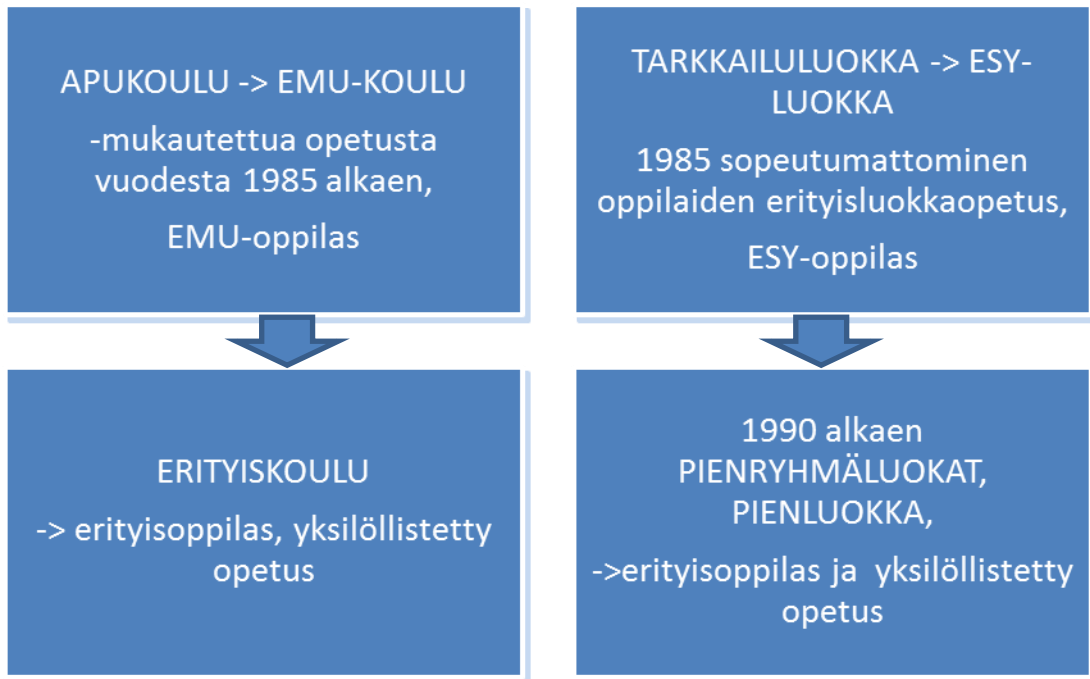 APUKOULU -> EMU-KOULU
-mukautettua opetusta
vuodesta 1985 alkaen,
EMU-oppilas
TARKKAILULUOKKA -> ESY-
LUOKKA
1985 sopeutumattominen
oppilaiden erityisluokkaopetus,
ESY-oppilas
ERITYISKOULU
-> erityisoppilas, yksilöllistetty
opetus
1990 alkaen
PIENRYHMÄLUOKAT,
PIENLUOKKA,
->erityisoppilas ja yksilöllistetty
opetus